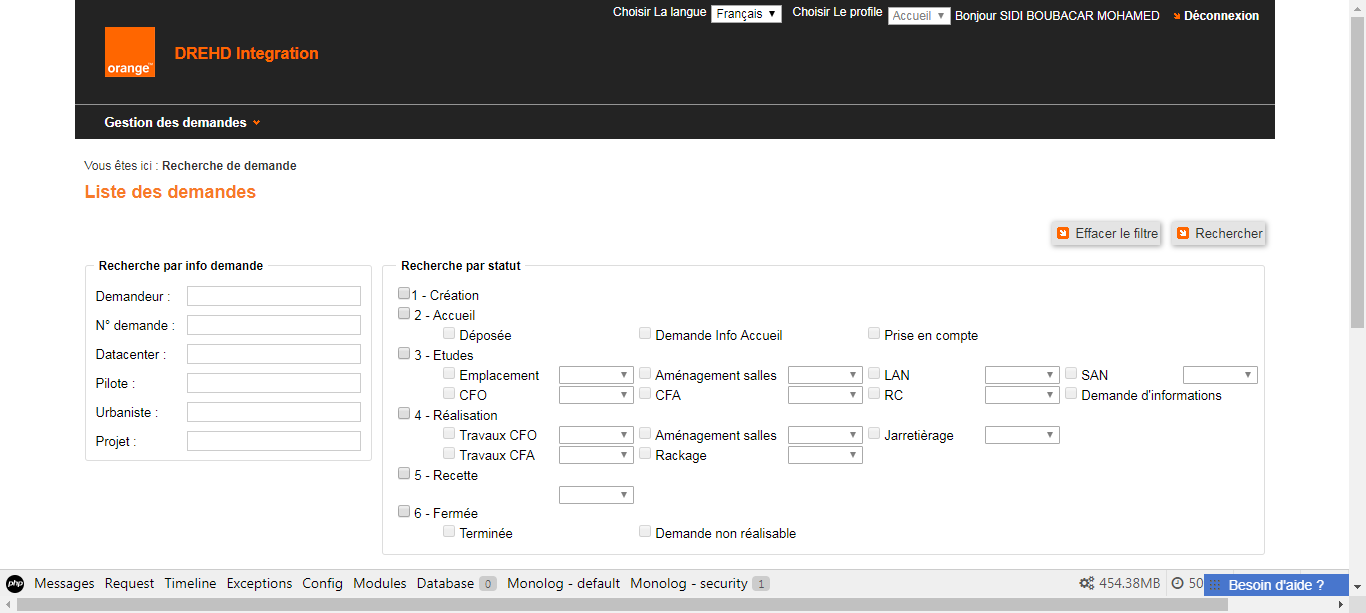 Choisir La langue Français Choisir Le profile Accueil Bonjour SIDI BOUBACAR MOHAMED Déconnexion
orange™ DREHD Integration
Gestion des demandes
Vous êtes ici : Recherche de demande
Liste des demandes
Effacer le filtre Rechercher
Recherche par info demande
Demandeur :
N° demande :
Datacenter :
Pilote :
Urbaniste :
Projet :
Recherche par statut
1 - Création
2 - Accueil
Déposée Demande Info Accueil Prise en compte
3 - Etudes
Emplacement Aménagement salles LAN SAN
CFO CFA RC Demande d'informations
4 - Réalisation
Travaux CFO Aménagement salles Jarretièrage
Travaux CFA Rackage
5 - Recette
6 - Fermée
Terminée Demande non réalisable
php Messages Request Timeline Exceptions Config Modules Database 0 Monolog - default Monolog - security 1 454.38MB 50 Besoin d'aide ?